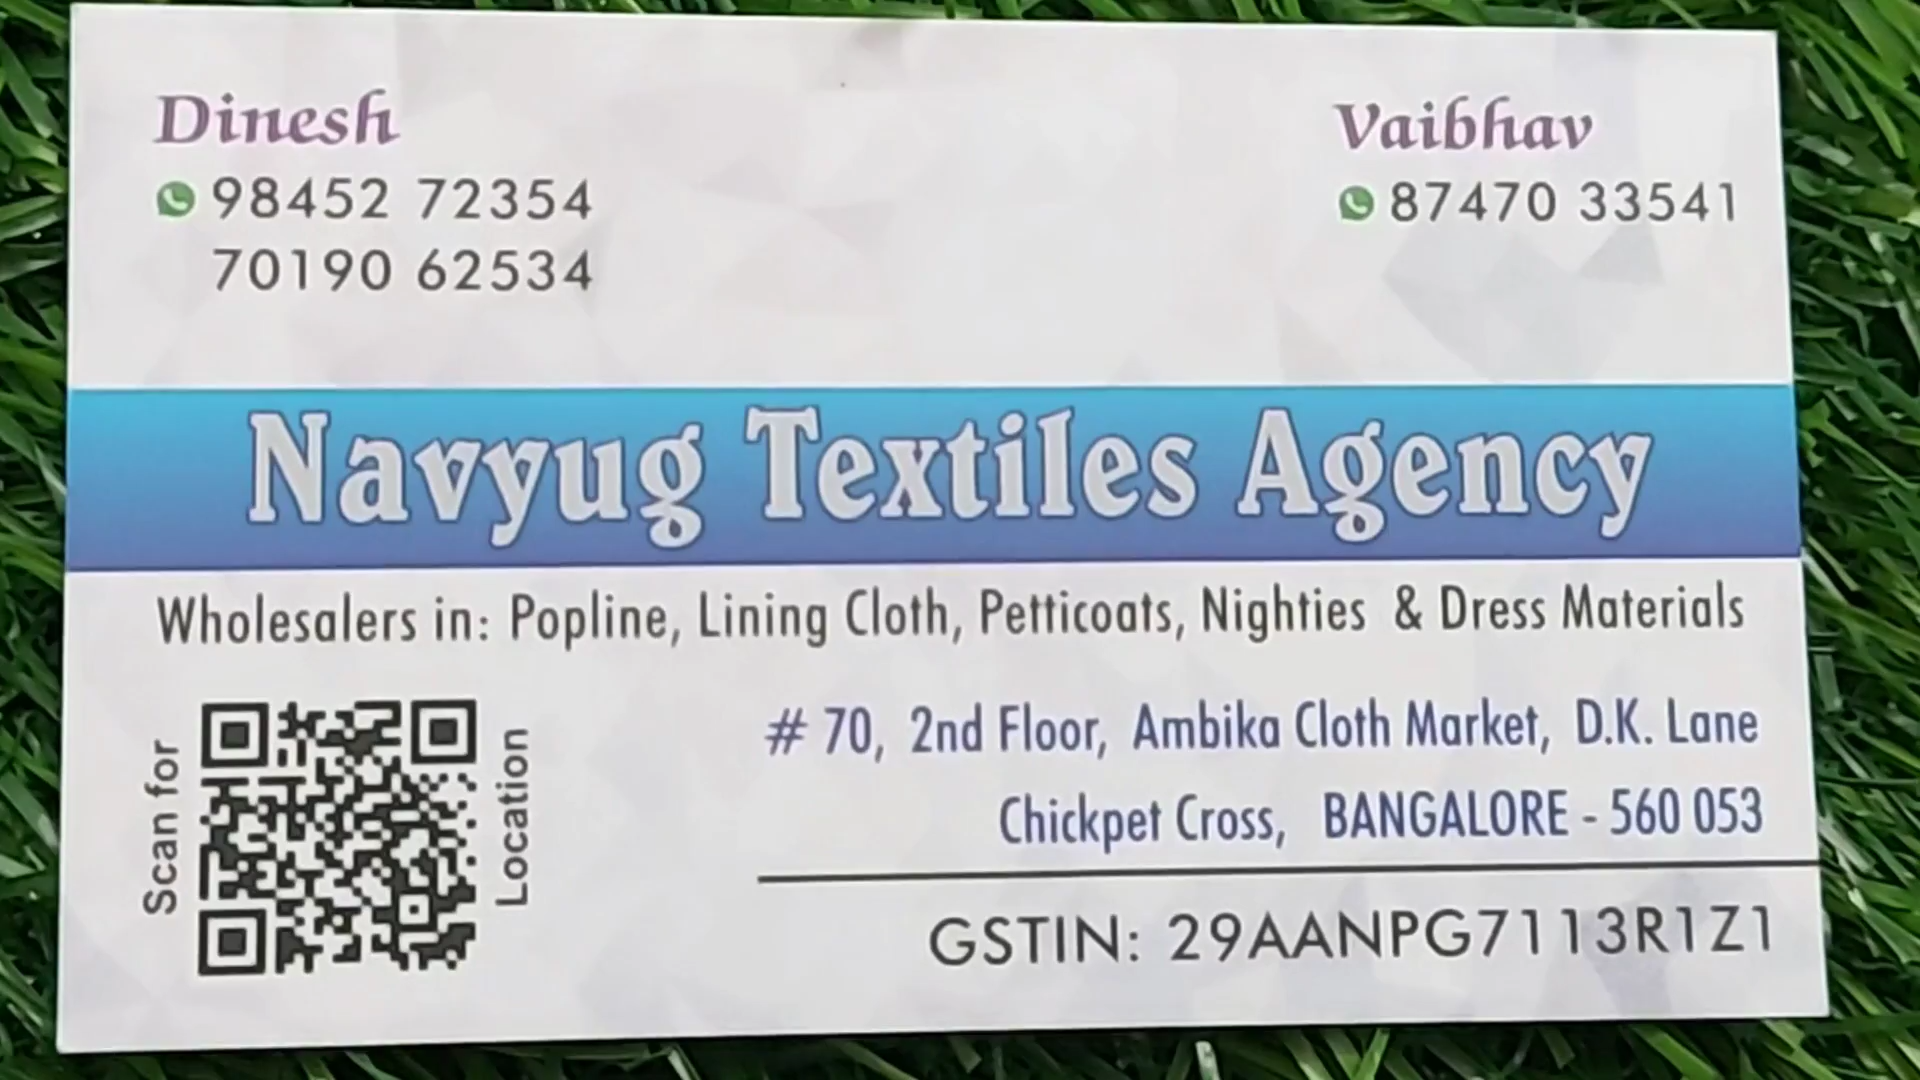 Dinesh
98452 72354
70190 62534
Vaibhav
87470 33541
Navyug Textiles Agency
Wholesalers in: Popline, Lining Cloth, Petticoats, Nighties & Dress Materials
Scan for
Location
# 70, 2nd Floor, Ambika Cloth Market, D.K. Lane
Chickpet Cross, BANGALORE - 560 053
GSTIN: 29AANPG7113R1Z1